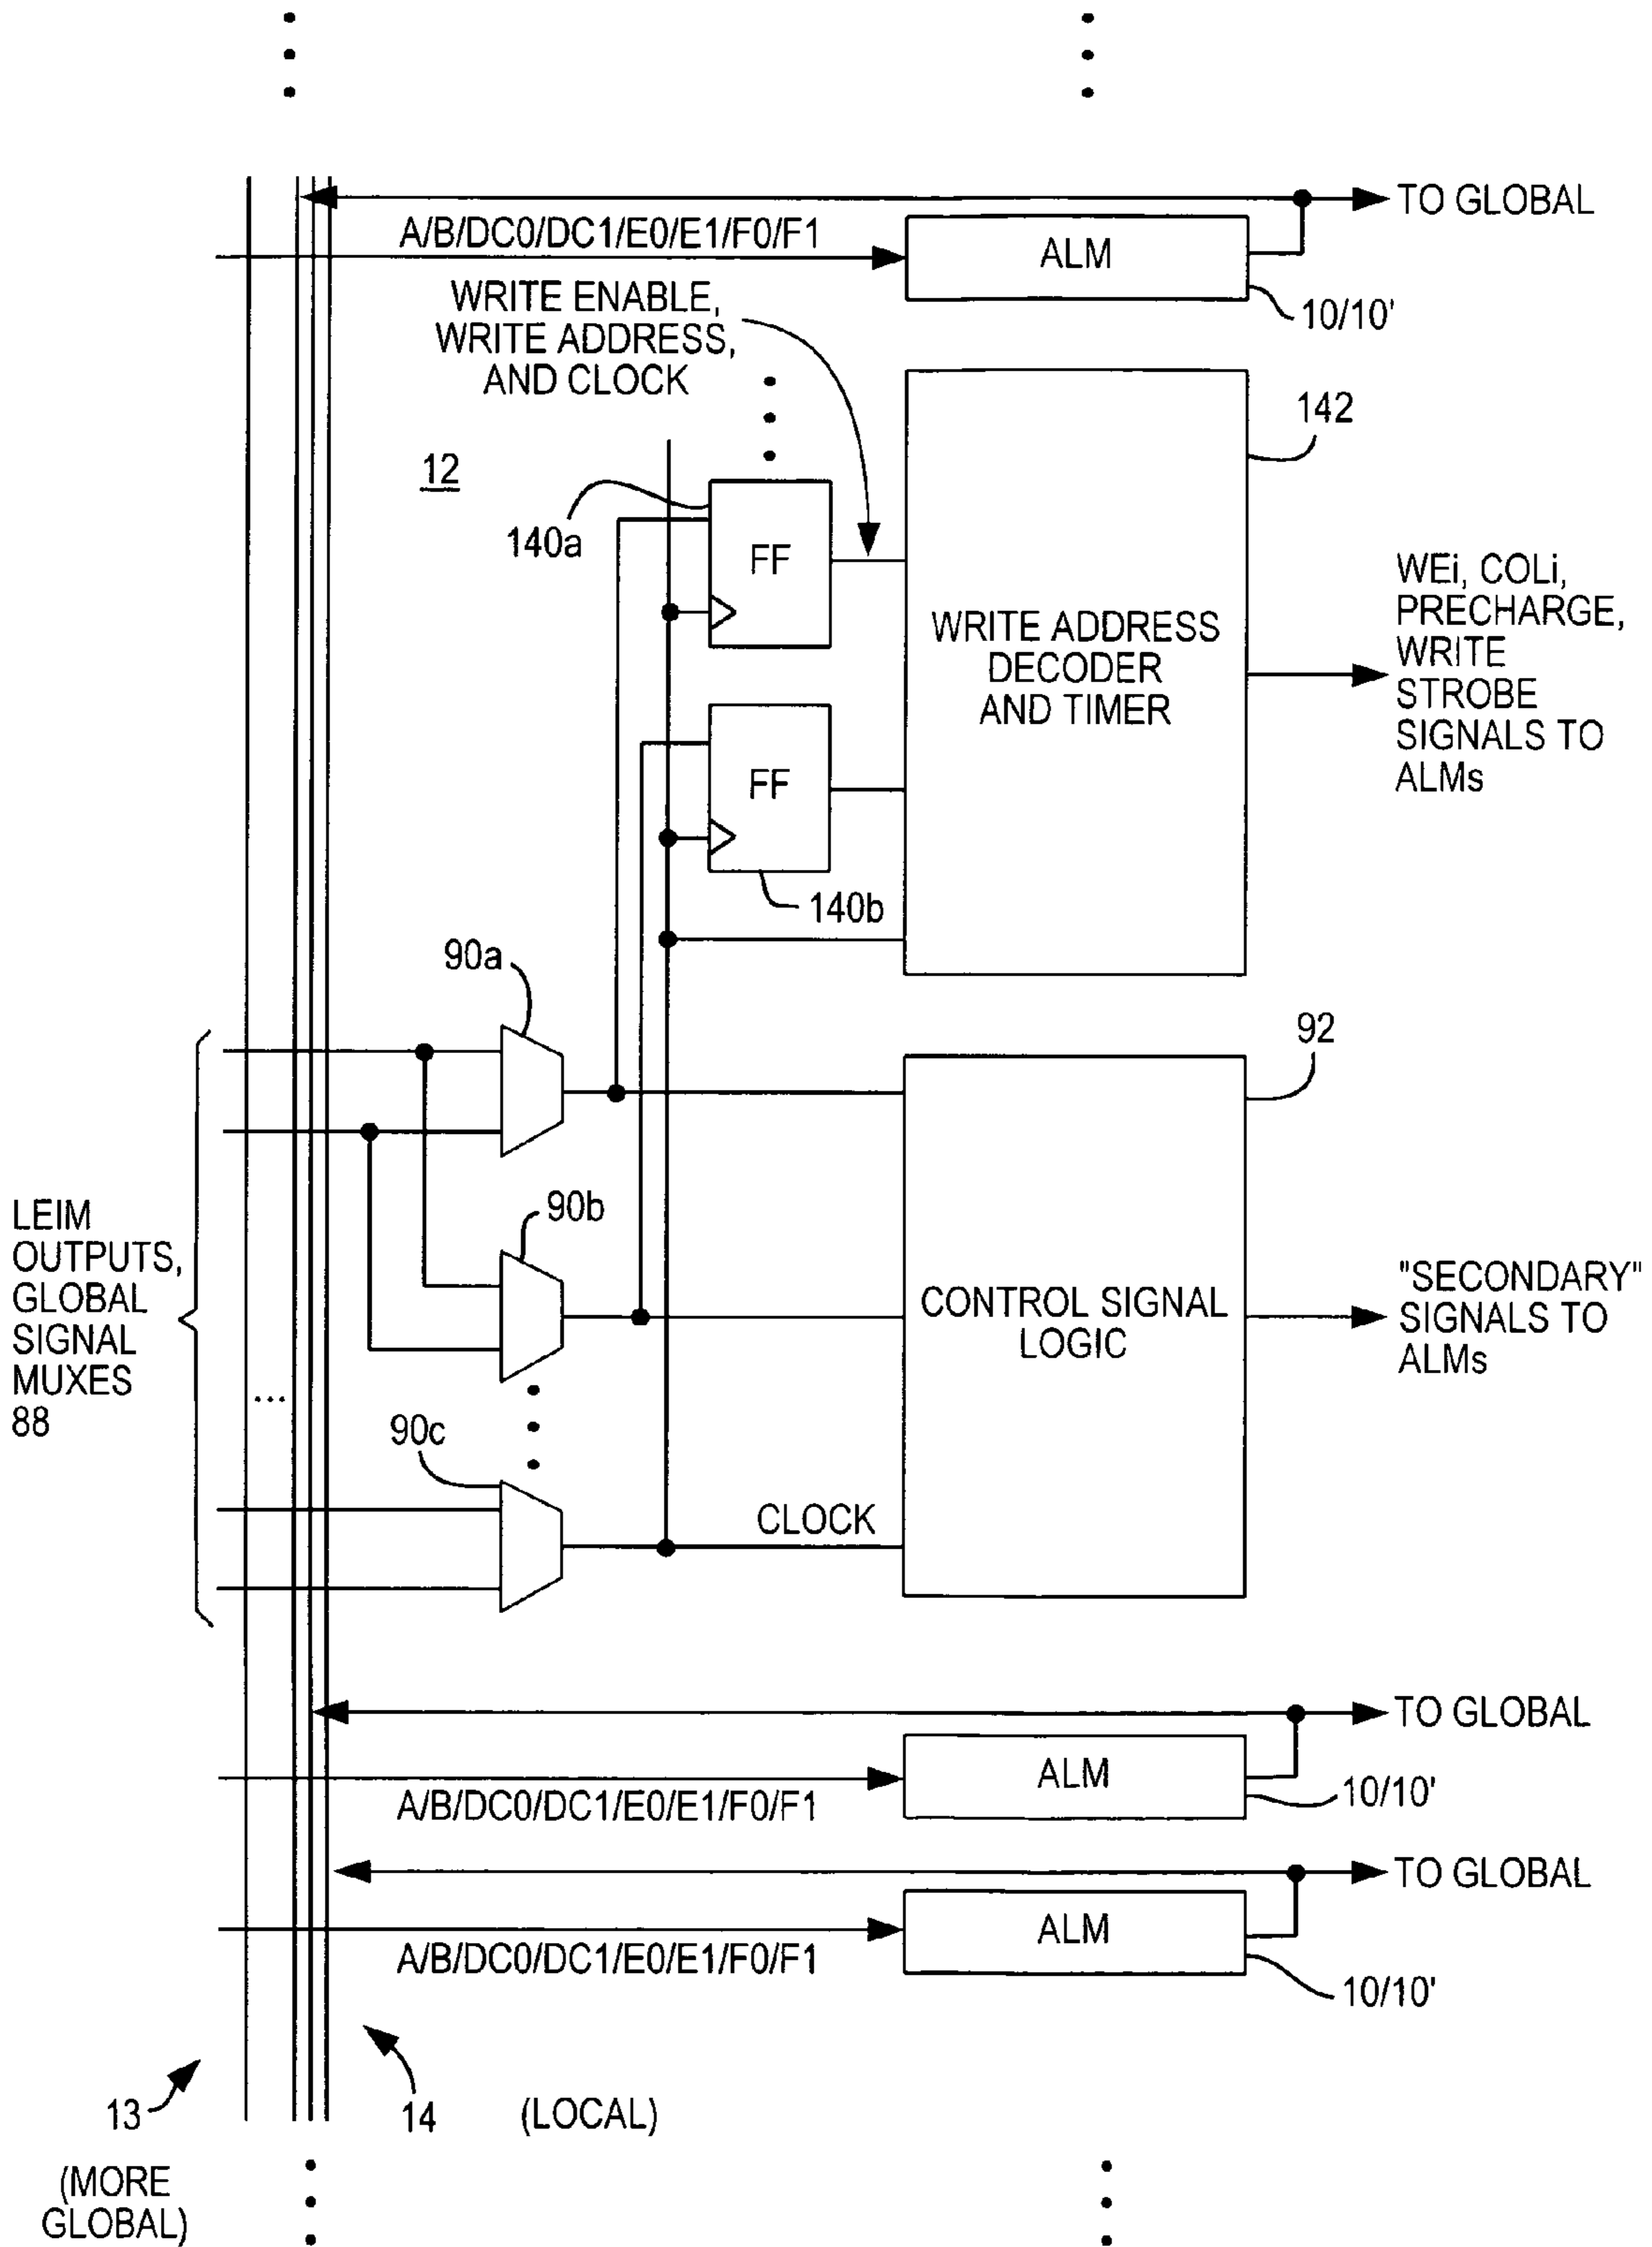 TO GLOBAL
A/B/DC0/DC1/E0/E1/F0/F1
ALM
10/10'
WRITE ENABLE,
WRITE ADDRESS,
AND CLOCK
142
12
140a
FF
WRITE ADDRESS
DECODER
AND TIMER
WEi, COLi,
PRECHARGE,
WRITE
STROBE
SIGNALS TO
ALMs
FF
140b
90a
92
LEIM
OUTPUTS,
GLOBAL
SIGNAL
MUXES
88
...
90b
CONTROL SIGNAL
LOGIC
"SECONDARY"
SIGNALS TO
ALMs
90c
CLOCK
TO GLOBAL
ALM
A/B/DC0/DC1/E0/E1/F0/F1
10/10'
TO GLOBAL
ALM
A/B/DC0/DC1/E0/E1/F0/F1
10/10'
13
14
(LOCAL)
(MORE
GLOBAL)